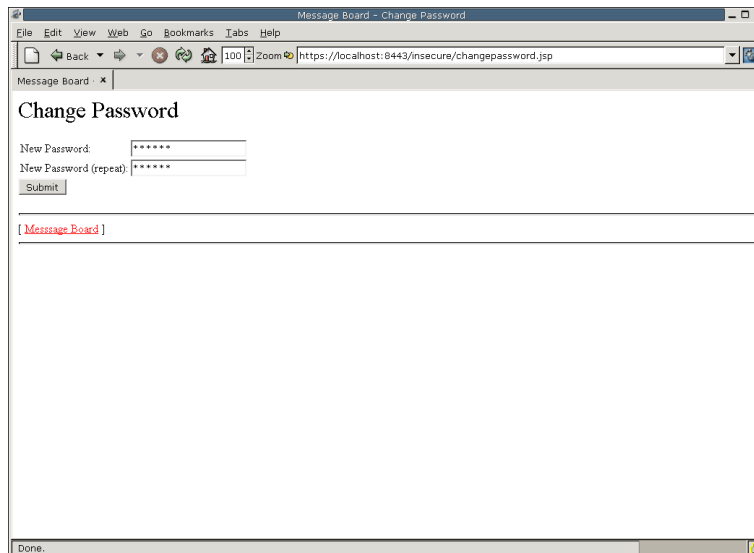 Message Board - Change Password
File Edit View Web Go Bookmarks Tabs Help
Back 100 Zoom https://localhost:8443/insecure/changepassword.jsp
Message Board ·
Change Password
New Password: ******
New Password (repeat): ******
Submit
[ Messsage Board ]
Done.